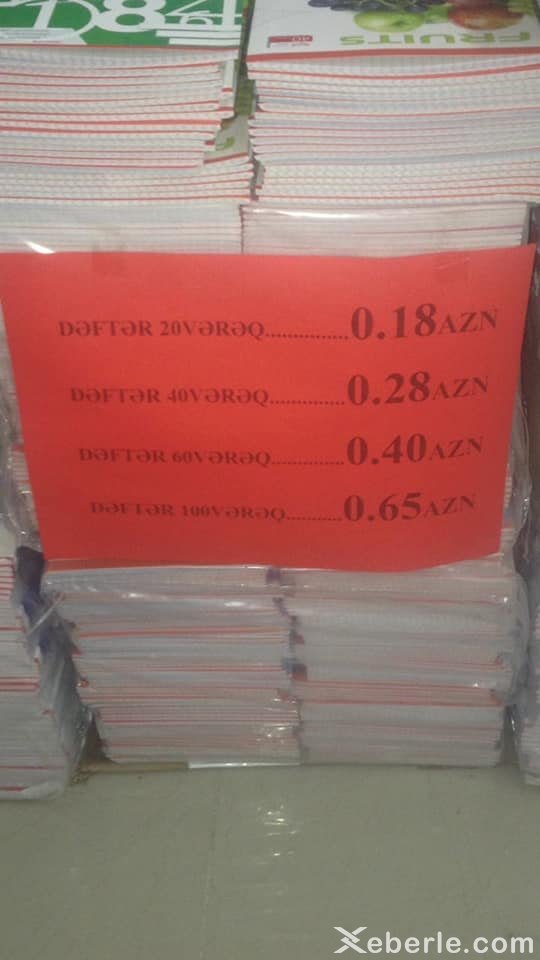 FRUITS
DƏFTƏR 20VƏRƏQ..............0.18AZN
DƏFTƏR 40VƏRƏQ.............0.28AZN
DƏFTƏR 60VƏRƏQ.............0.40AZN
DƏFTƏR 100VƏRƏQ..........0.65AZN
Xeberle.com